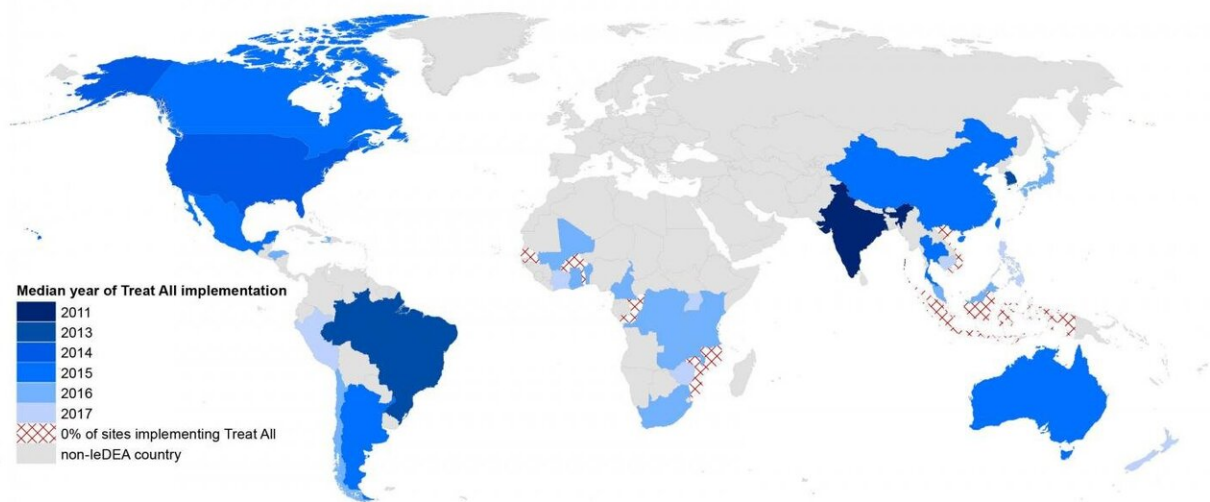 Median year of Treat All implementation
2011
2013
2014
2015
2016
2017
0% of sites implementing Treat All
non-IeDEA country